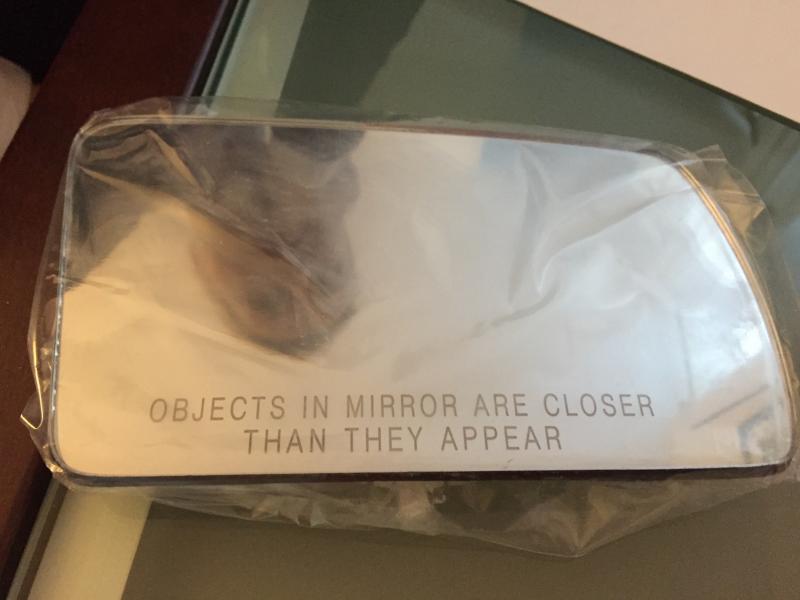 OBJECTS IN MIRROR ARE CLOSER
THAN THEY APPEAR